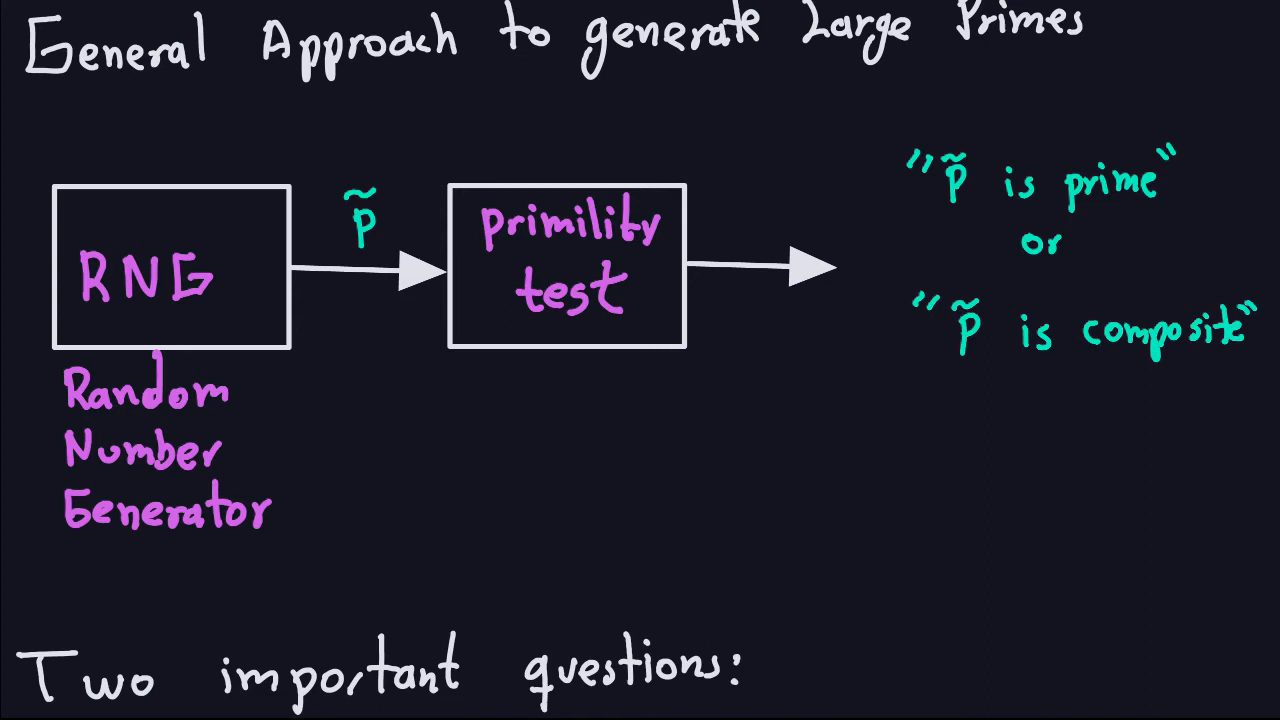 General Approach to generate Large Primes
RNG
p̃
primility
test
"p̃ is prime"
or
"p̃ is composite"
Random
Number
Generator
Two important questions: